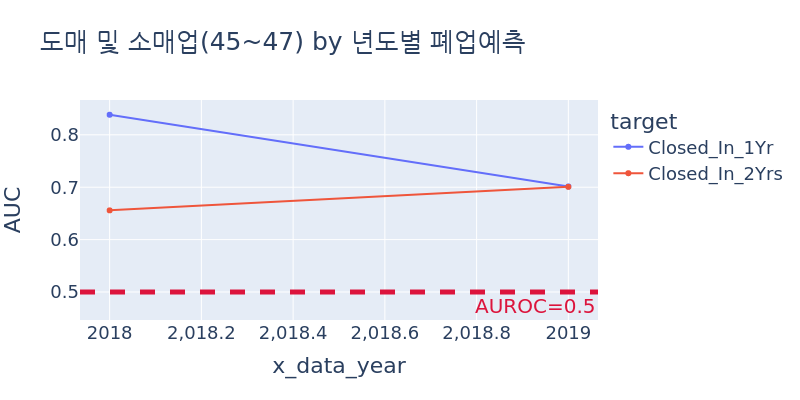 도매 및 소매업(45~47) by 년도별 폐업예측
target
Closed_In_1Yr
Closed_In_2Yrs
AUC
0.8
0.7
0.6
0.5
AUROC=0.5
2018 2,018.2 2,018.4 2,018.6 2,018.8 2019
x_data_year